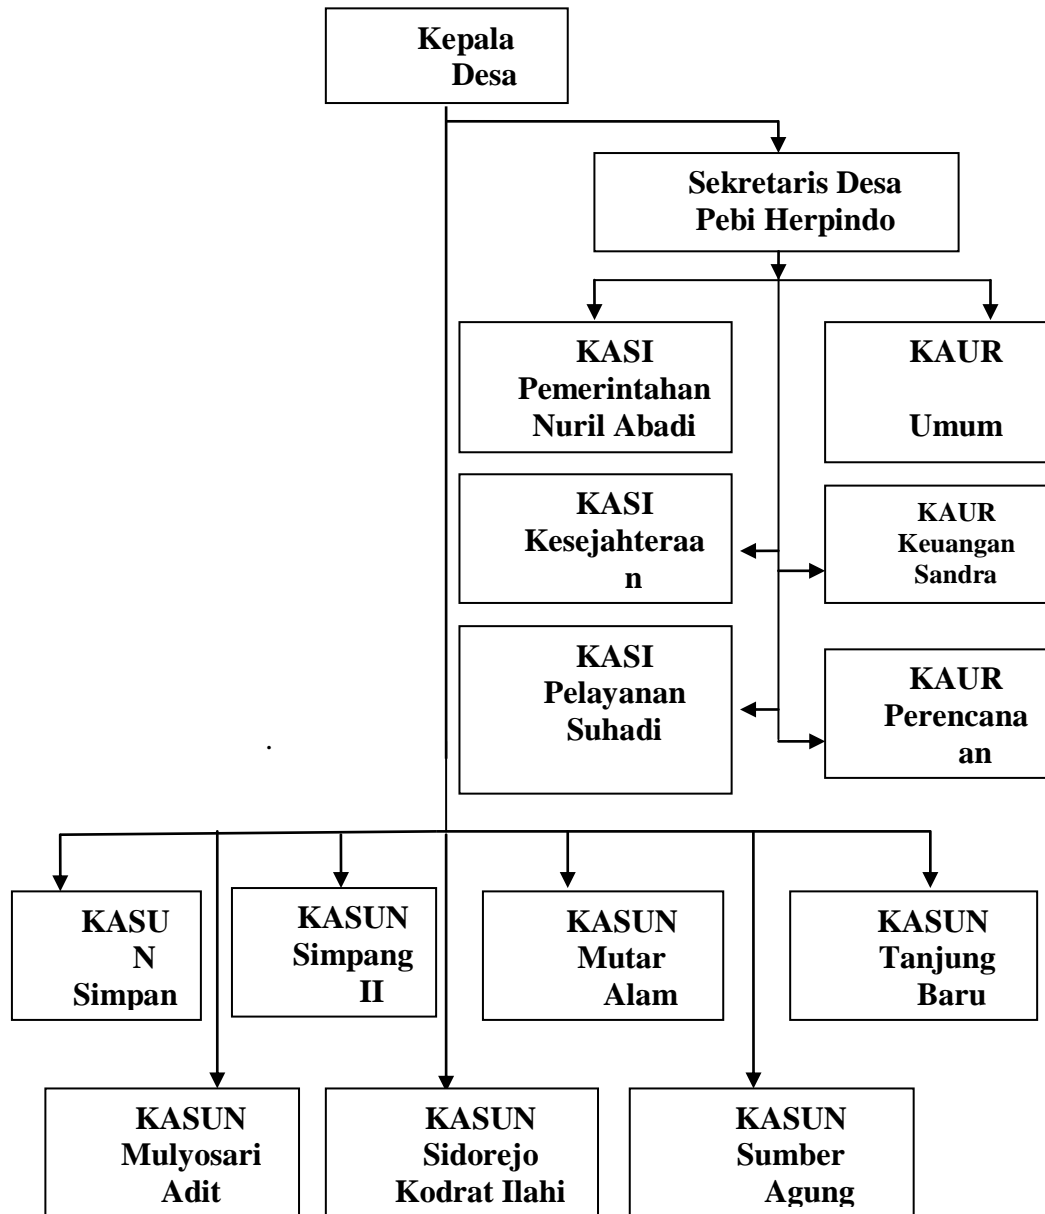 Kepala
Desa
Sekretaris Desa
Pebi Herpindo
KASI
Pemerintahan
Nuril Abadi
KAUR
Umum
KASI
Kesejahteraa
n
KAUR
Keuangan
Sandra
KASI
Pelayanan
Suhadi
KAUR
Perencana
an
.
KASU
N
Simpan
KASUN
Simpang
II
KASUN
Mutar
Alam
KASUN
Tanjung
Baru
KASUN
Mulyosari
Adit
KASUN
Sidorejo
Kodrat Ilahi
KASUN
Sumber
Agung